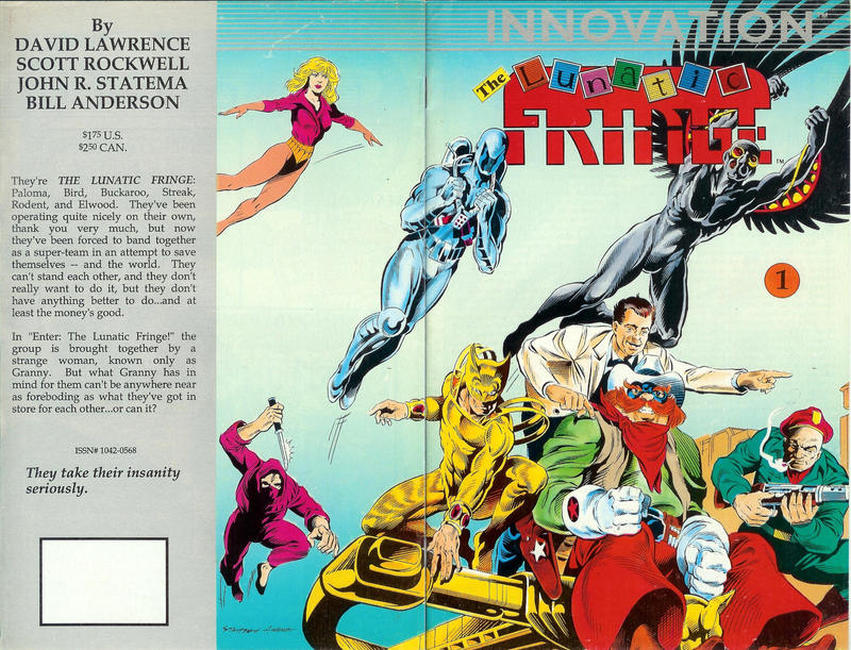 By
DAVID LAWRENCE
SCOTT ROCKWELL
JOHN R. STATEMA
BILL ANDERSON
$1.75 U.S.
$2.50 CAN.
They're THE LUNATIC FRINGE:
Paloma, Bird, Buckaroo, Streak,
Rodent, and Elwood. They've been
operating quite nicely on their own,
thank you very much, but now
they've been forced to band together
as a super-team in an attempt to save
themselves -- and the world. They
can't stand each other, and they don't
really want to do it, but they don't
have anything better to do...and at
least the money's good.
In "Enter: The Lunatic Fringe!" the
group is brought together by a
strange woman, known only as
Granny. But what Granny has in
mind for them can't be anywhere near
as foreboding as what they've got in
store for each other...or can it?
ISSN# 1042-0568
They take their insanity
seriously.
INNOVATION™
The Lunatic
FRINGE™
1